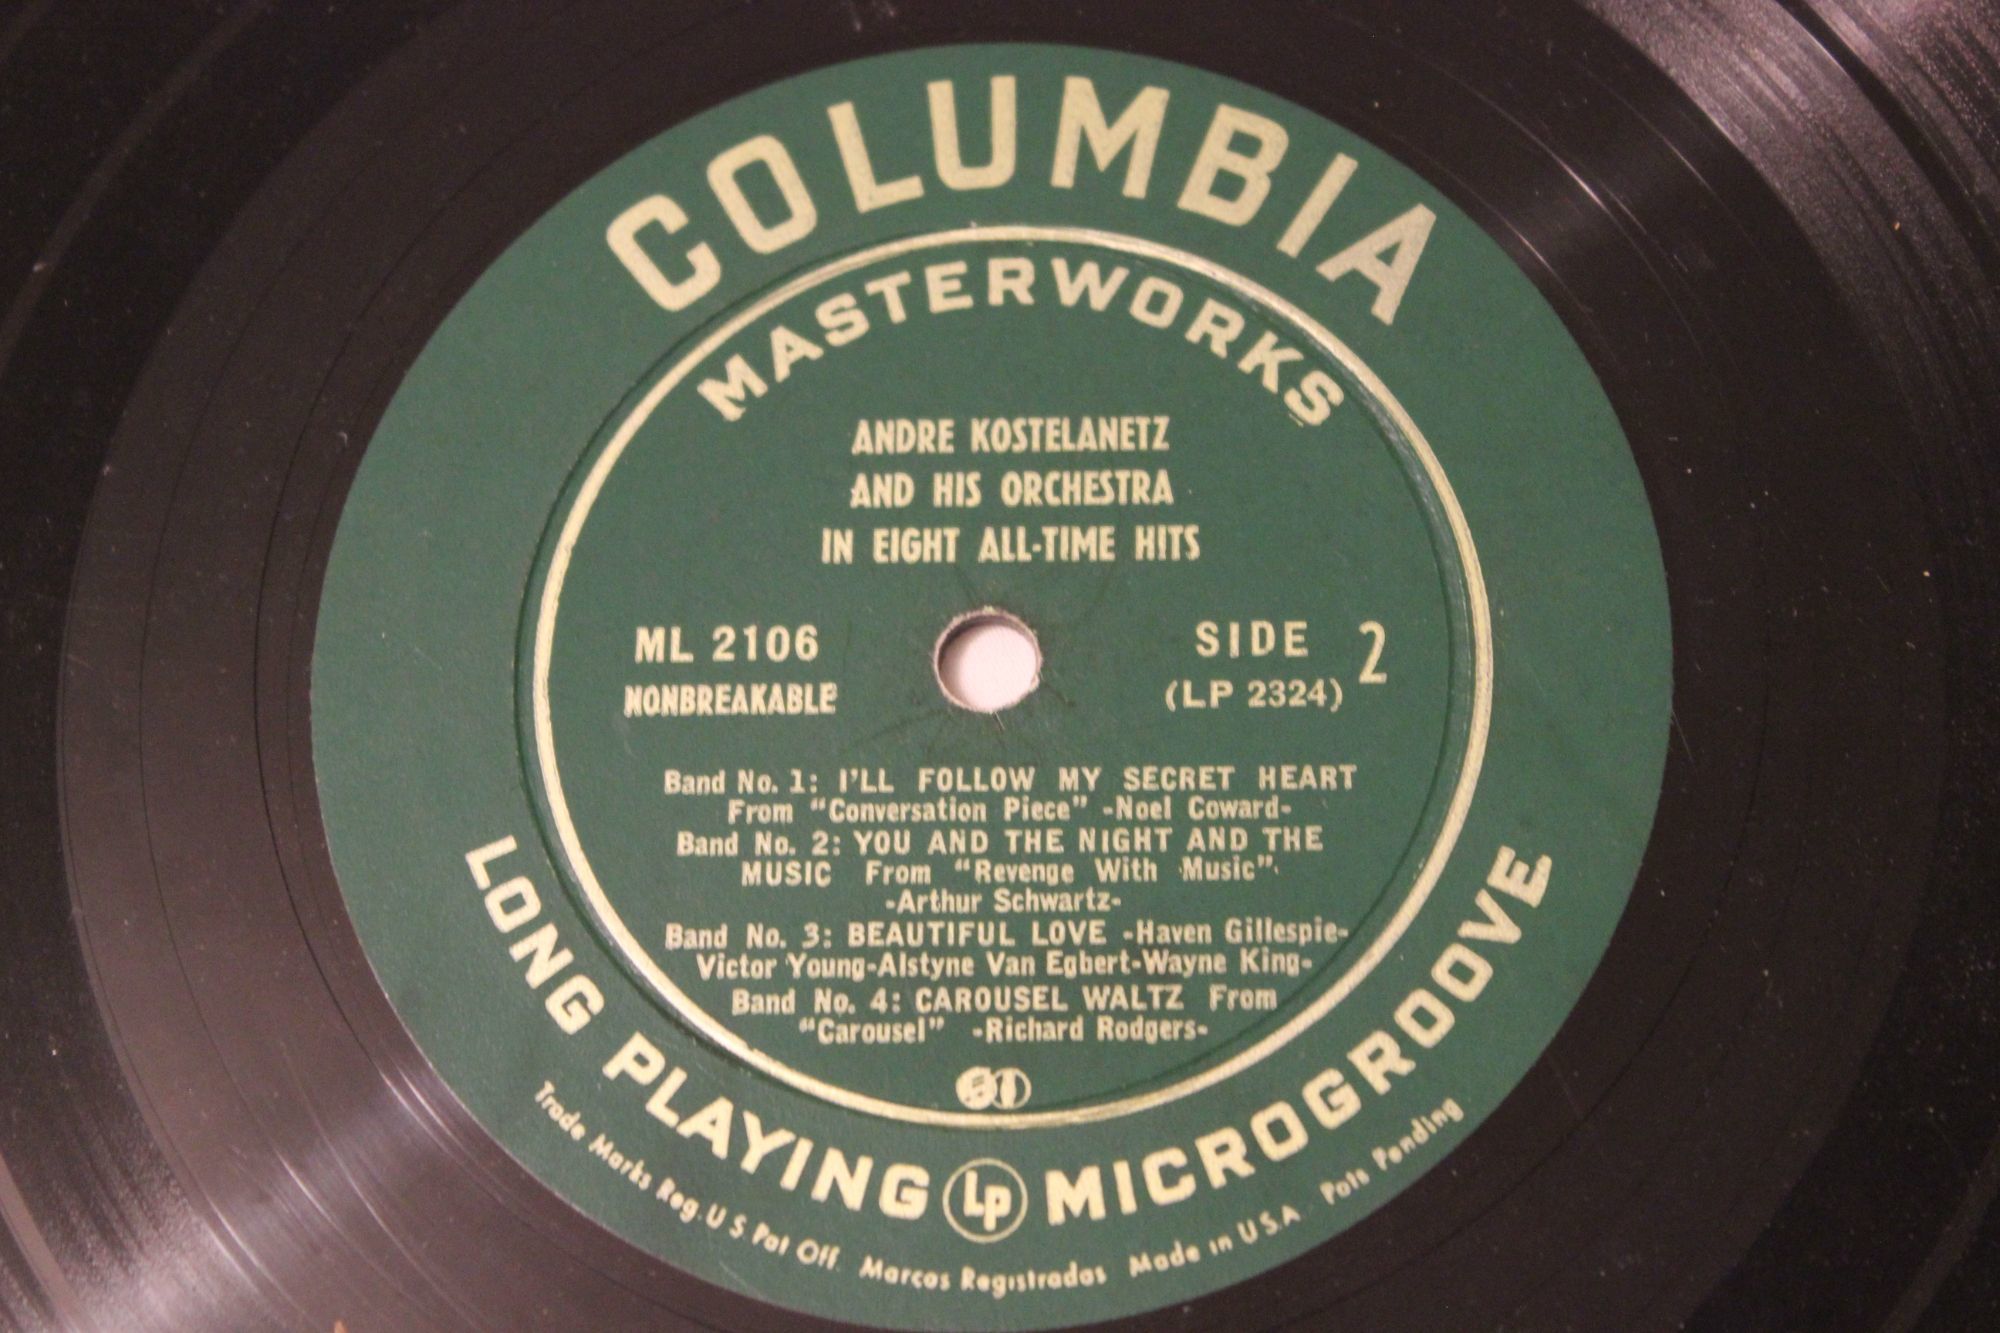 COLUMBIA
MASTERWORKS
ANDRE KOSTELANETZ
AND HIS ORCHESTRA
IN EIGHT ALL-TIME HITS
ML 2106
NONBREAKABLE
SIDE 2
(LP 2324)
Band No. 1: I'LL FOLLOW MY SECRET HEART
From "Conversation Piece" -Noel Coward-
Band No. 2: YOU AND THE NIGHT AND THE
MUSIC From "Revenge With Music"
-Arthur Schwartz-
Band No. 3: BEAUTIFUL LOVE -Haven Gillespie-
Victor Young-Alstyne Van Egbert-Wayne King-
Band No. 4: CAROUSEL WALTZ From
"Carousel" -Richard Rodgers-
LONG PLAYING Lp MICROGROOVE
Trade Marks Reg. U S Pat Off. Marcas Registradas Made in U.S.A. Pats Pending